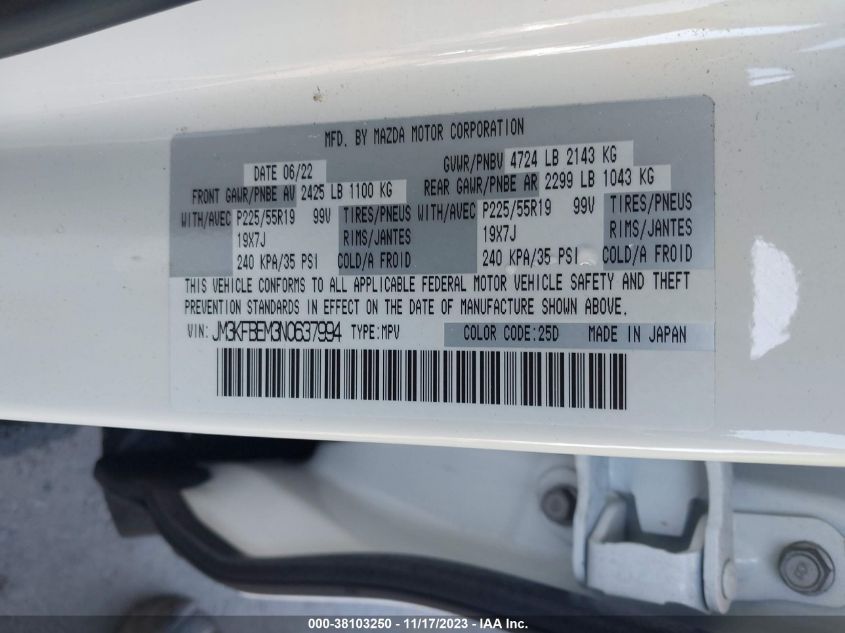 MFD. BY MAZDA MOTOR CORPORATION
DATE 06/22 GVWR/PNBV 4724 LB 2143 KG
FRONT GAWR/PNBE AV 2425 LB 1100 KG REAR GAWR/PNBE AR 2299 LB 1043 KG
WITH/AVEC P225/55R19 99V TIRES/PNEUS WITH/AVEC P225/55R19 99V TIRES/PNEUS
19X7J RIMS/JANTES 19X7J RIMS/JANTES
240 KPA/35 PSI COLD/A FROID 240 KPA/35 PSI COLD/A FROID
THIS VEHICLE CONFORMS TO ALL APPLICABLE FEDERAL MOTOR VEHICLE SAFETY AND THEFT
PREVENTION STANDARDS IN EFFECT ON THE DATE OF MANUFACTURE SHOWN ABOVE.
VIN: JM3KFBEM3N0637994 TYPE:MPV COLOR CODE:25D MADE IN JAPAN
000-38103250 - 11/17/2023 - IAA Inc.